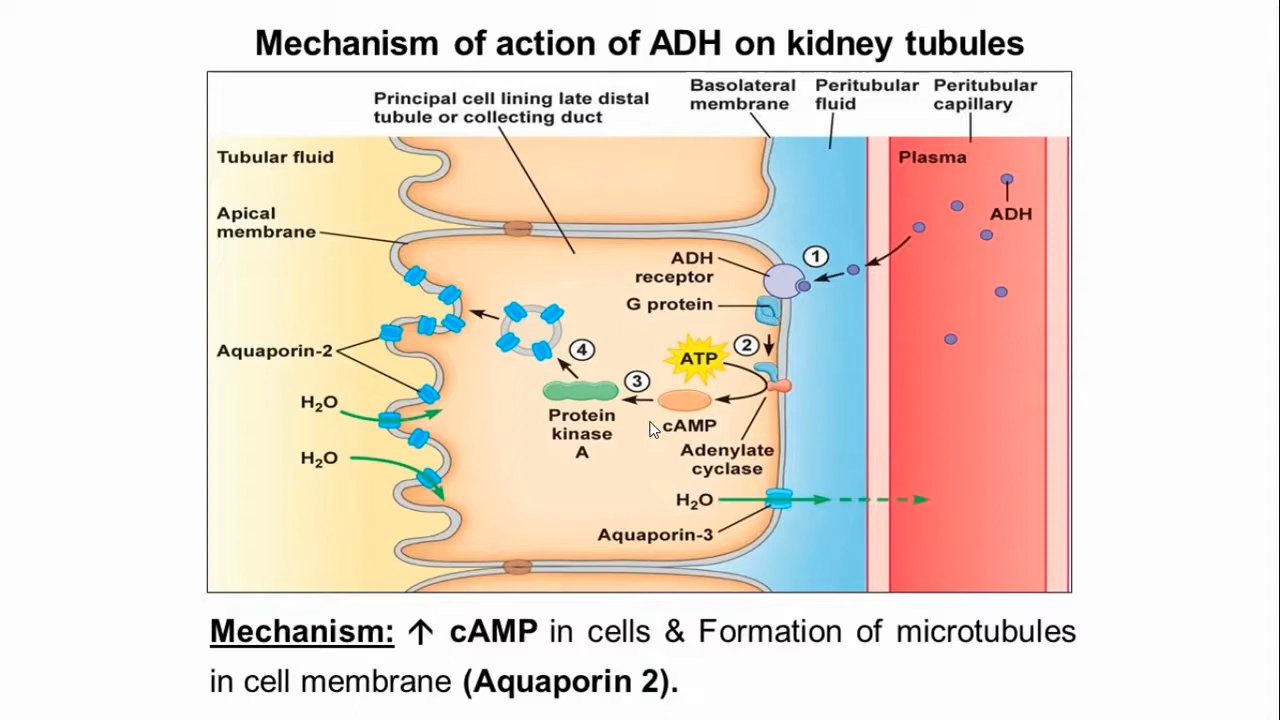 Mechanism of action of ADH on kidney tubules
Principal cell lining late distal
tubule or collecting duct
Basolateral
membrane
Peritubular
fluid
Peritubular
capillary
Tubular fluid
Plasma
Apical
membrane
ADH
ADH
receptor
1
G protein
2
ATP
Aquaporin-2
4
3
H₂O
Protein
kinase
A
cAMP
Adenylate
cyclase
H₂O
H₂O
Aquaporin-3
Mechanism: ↑ cAMP in cells & Formation of microtubules
in cell membrane (Aquaporin 2).